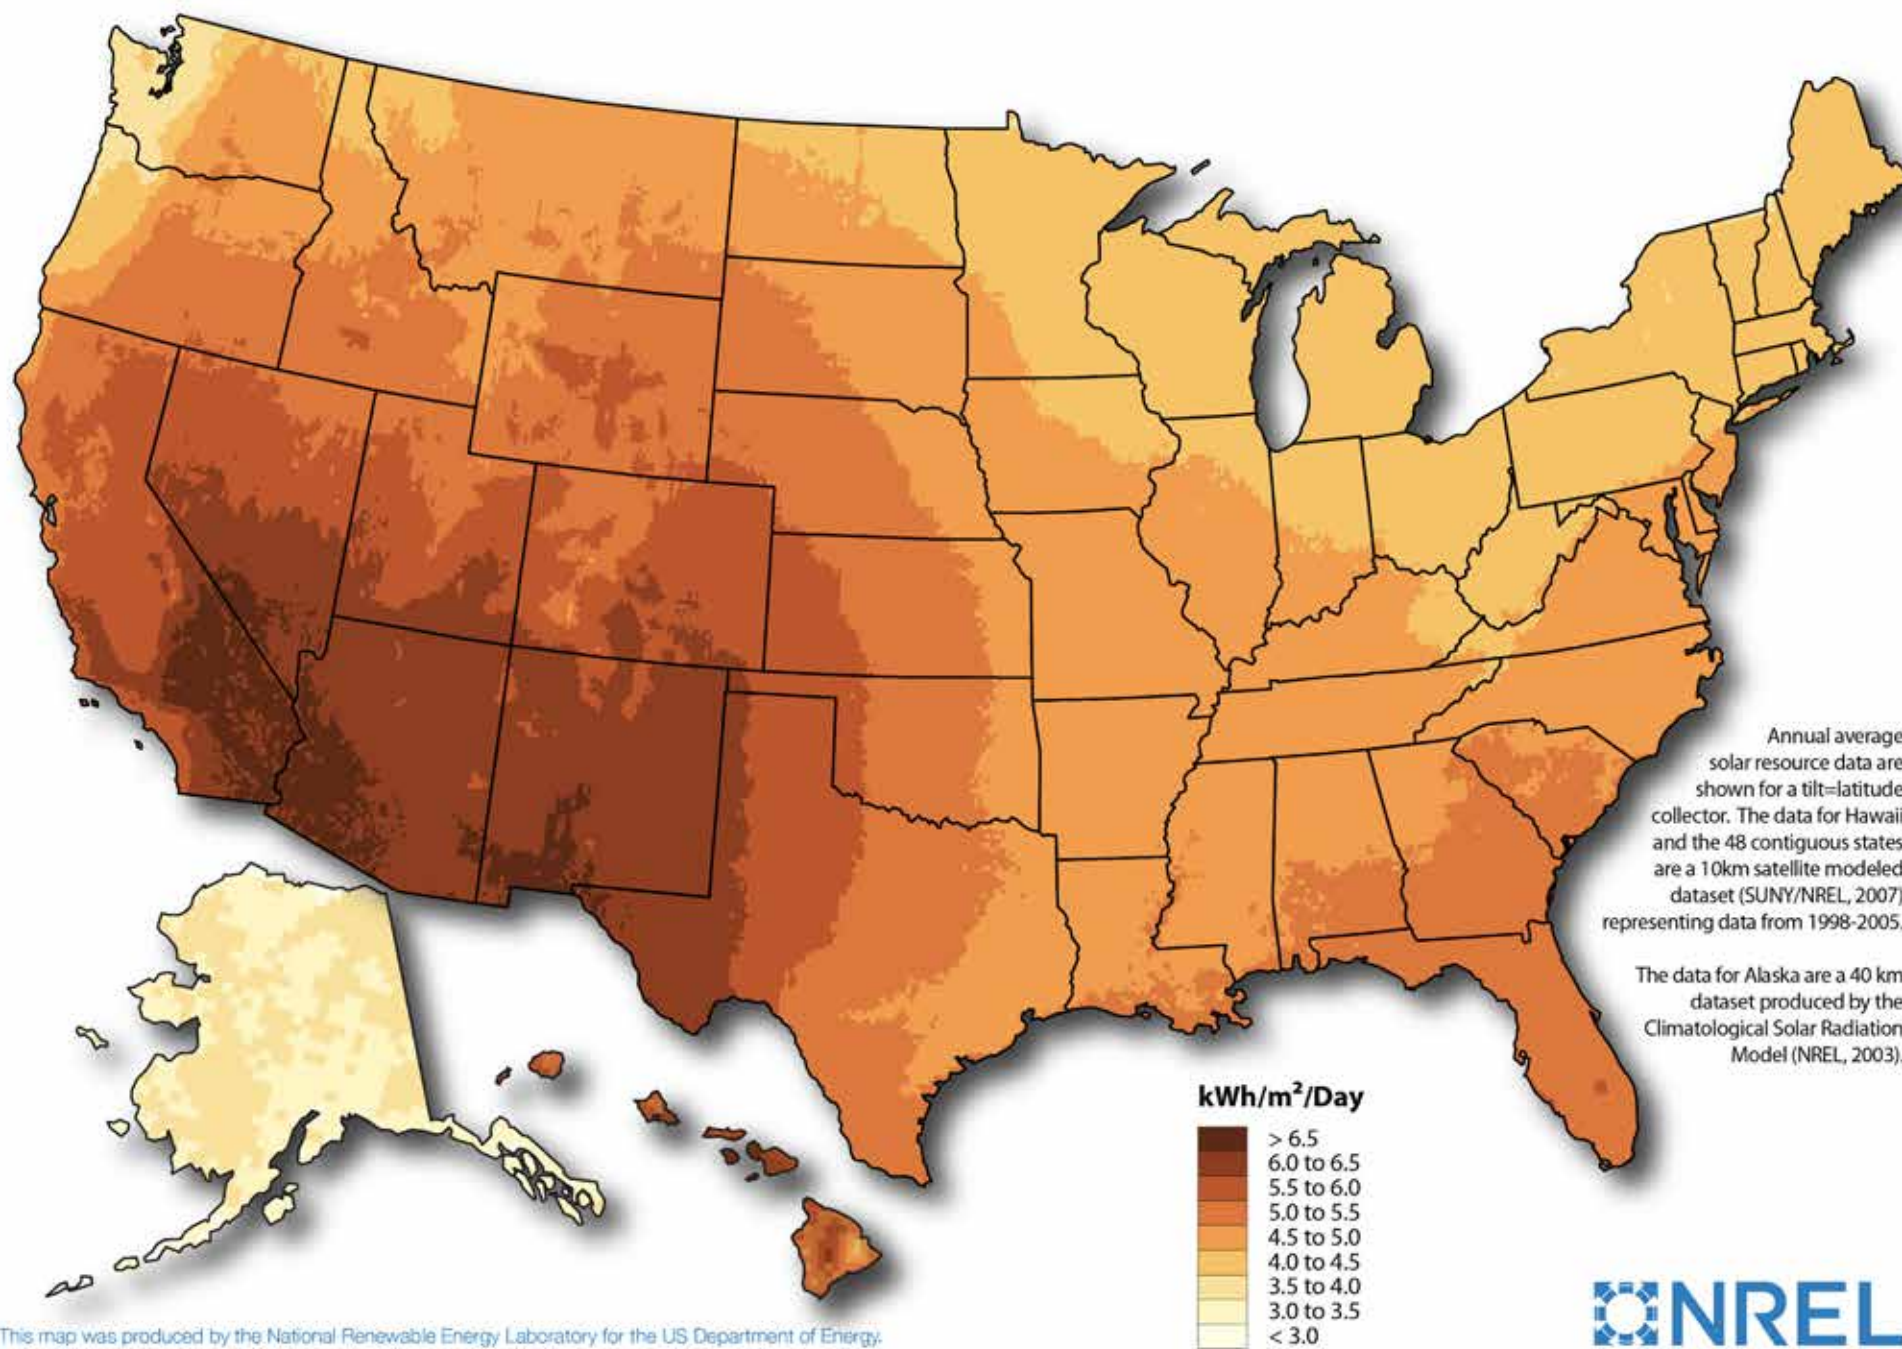 Annual average
solar resource data are
shown for a tilt=latitude
collector. The data for Hawaii
and the 48 contiguous states
are a 10km satellite modeled
dataset (SUNY/NREL, 2007)
representing data from 1998-2005.
The data for Alaska are a 40 km
dataset produced by the
Climatological Solar Radiation
Model (NREL, 2003).
kWh/m²/Day
> 6.5
6.0 to 6.5
5.5 to 6.0
5.0 to 5.5
4.5 to 5.0
4.0 to 4.5
3.5 to 4.0
3.0 to 3.5
< 3.0
This map was produced by the National Renewable Energy Laboratory for the US Department of Energy.
NREL